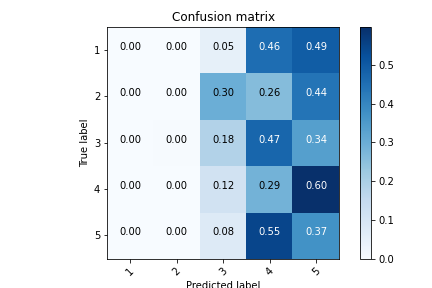 Confusion matrix
True label
1 0.00 0.00 0.05 0.46 0.49
2 0.00 0.00 0.30 0.26 0.44
3 0.00 0.00 0.18 0.47 0.34
4 0.00 0.00 0.12 0.29 0.60
5 0.00 0.00 0.08 0.55 0.37
1 2 3 4 5
Predicted label
0.5
0.4
0.3
0.2
0.1
0.0